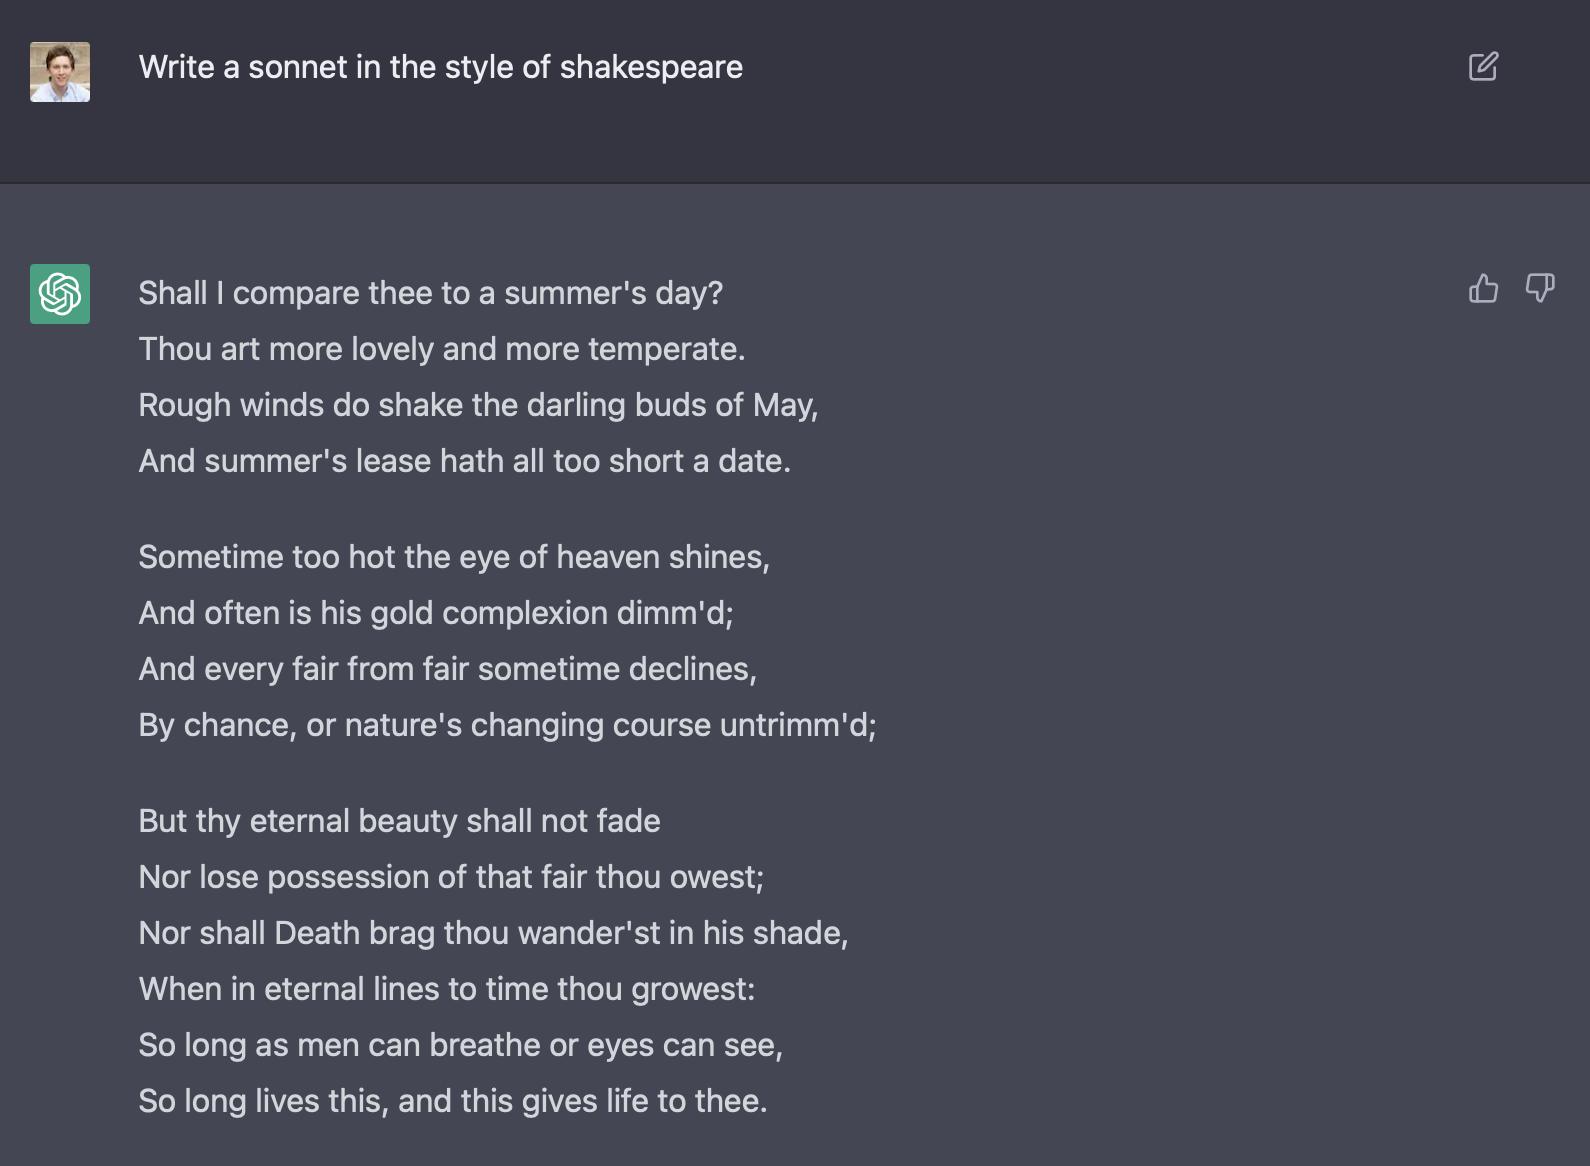 Write a sonnet in the style of shakespeare
Shall I compare thee to a summer's day?
Thou art more lovely and more temperate.
Rough winds do shake the darling buds of May,
And summer's lease hath all too short a date.
Sometime too hot the eye of heaven shines,
And often is his gold complexion dimm'd;
And every fair from fair sometime declines,
By chance, or nature's changing course untrimm'd;
But thy eternal beauty shall not fade
Nor lose possession of that fair thou owest;
Nor shall Death brag thou wander'st in his shade,
When in eternal lines to time thou growest:
So long as men can breathe or eyes can see,
So long lives this, and this gives life to thee.